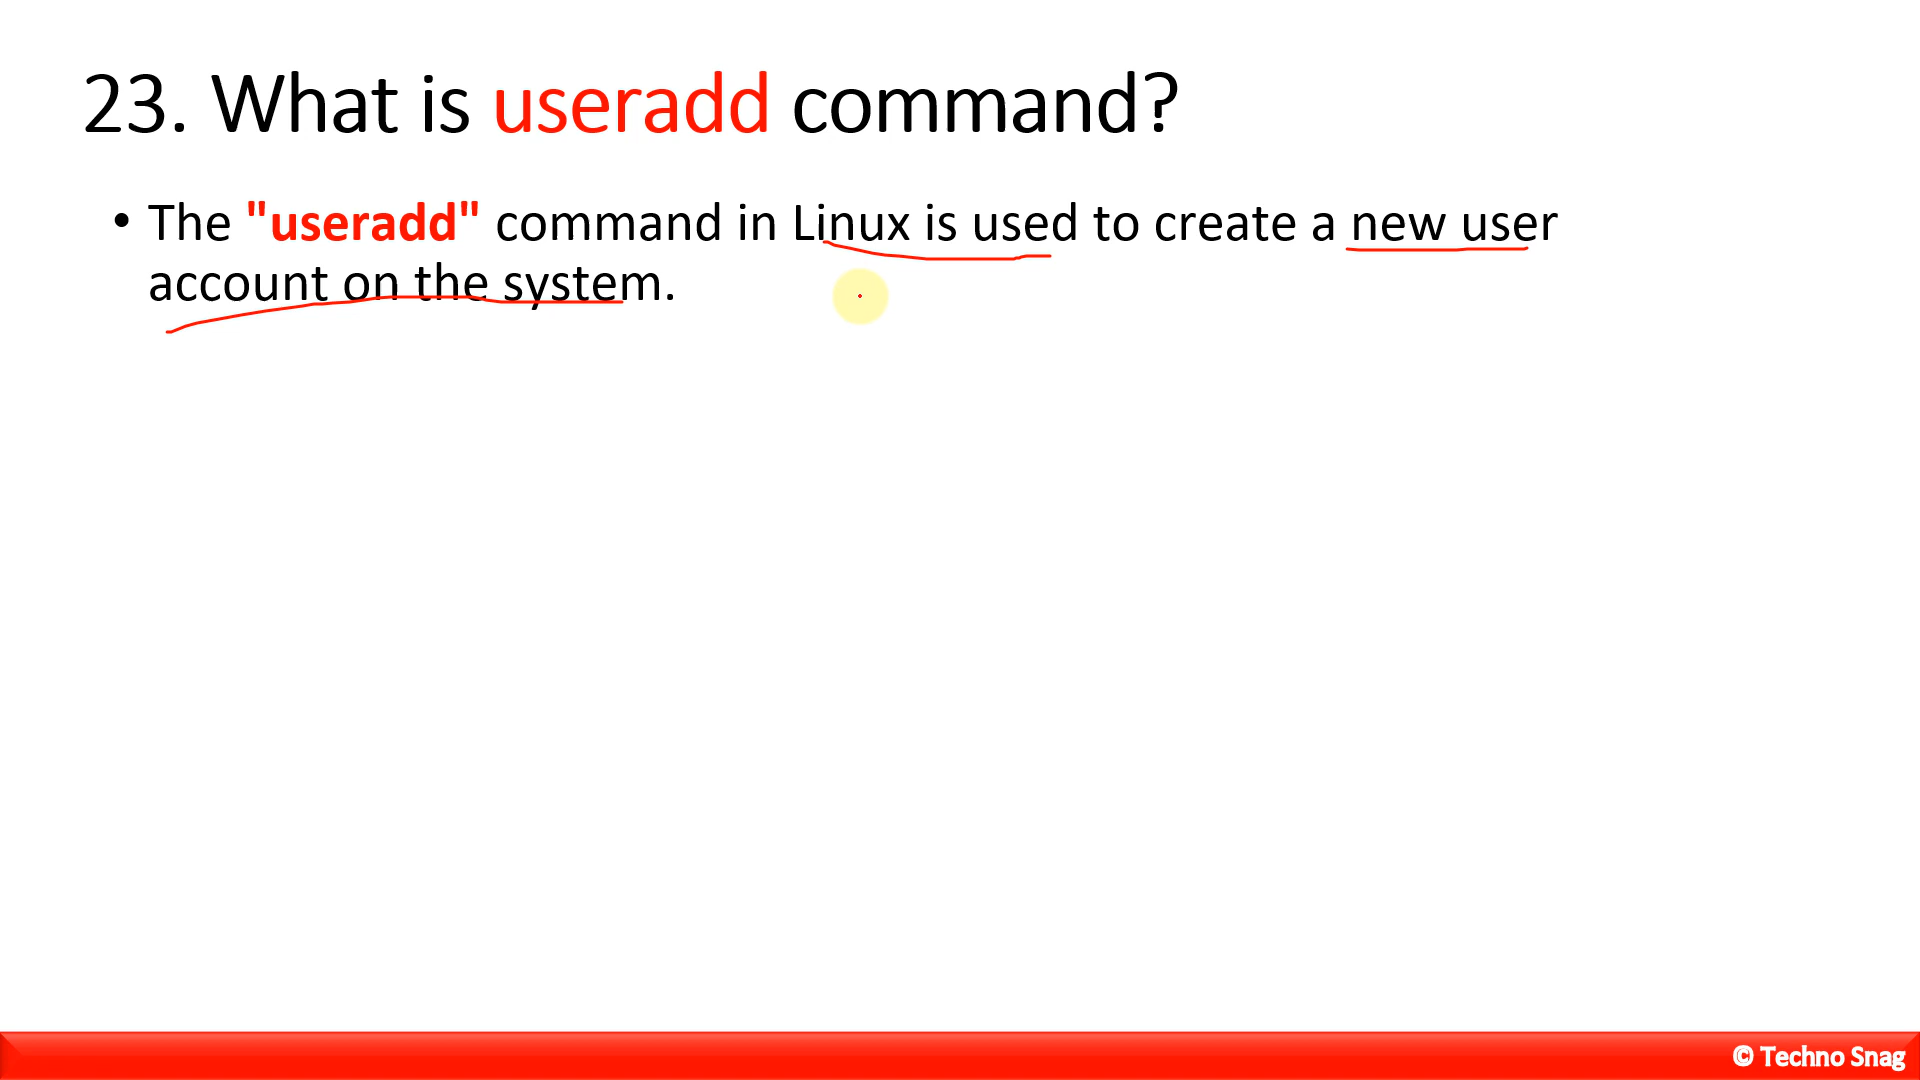 23. What is useradd command?
• The "useradd" command in Linux is used to create a new user
account on the system.
© Techno Snag